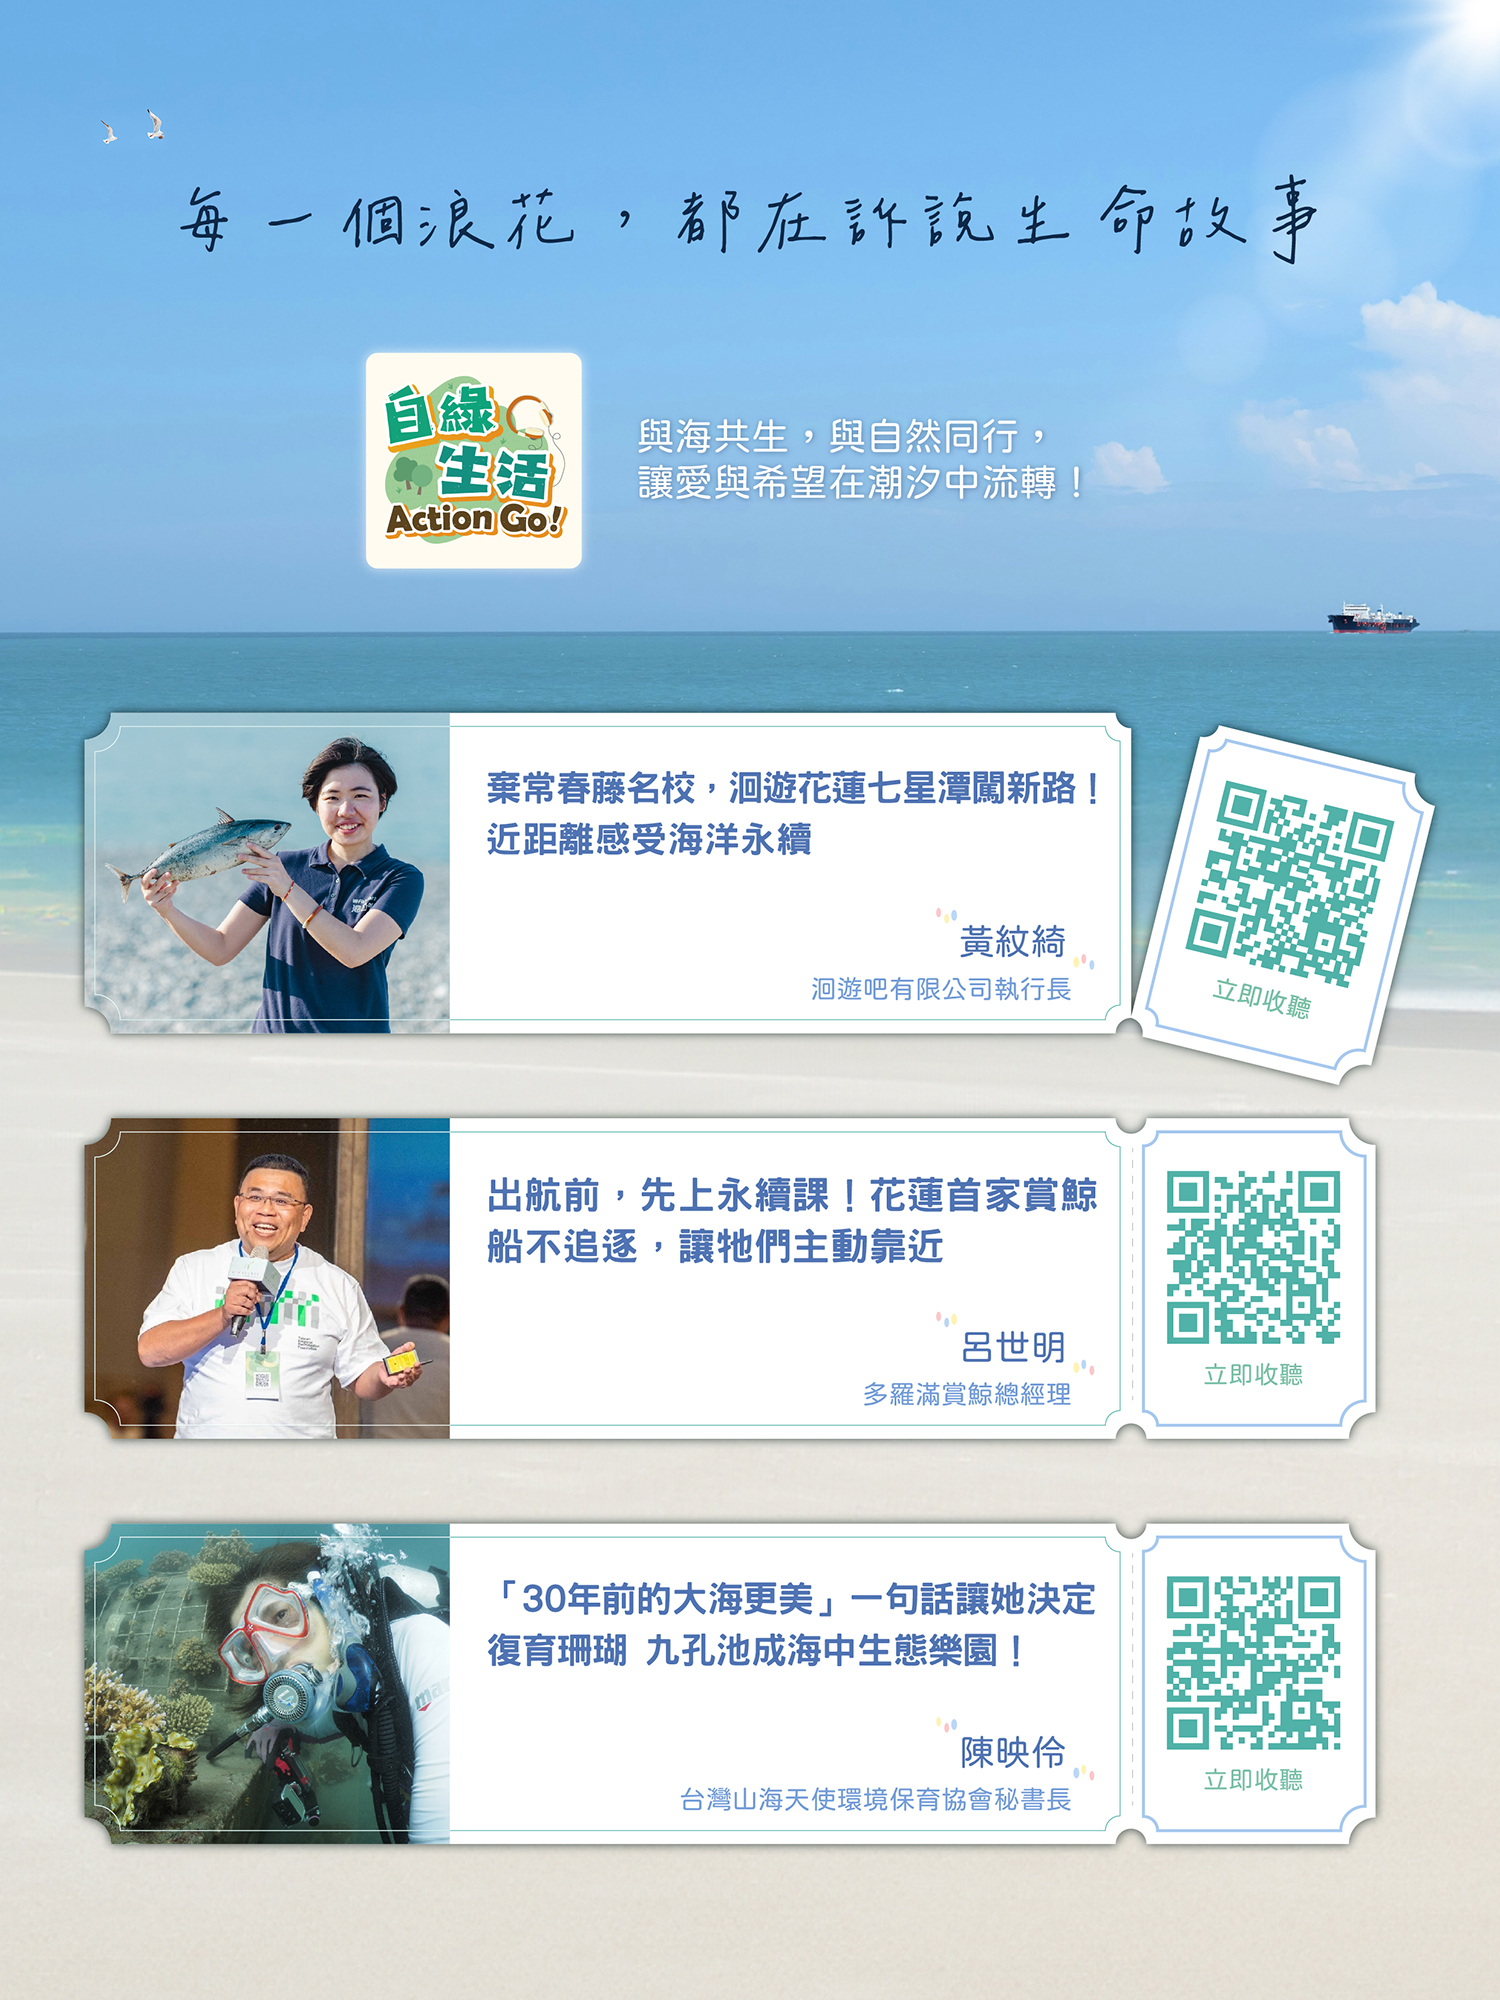 每一個浪花，都在訴說生命故事
自綠
生活
Action Go!
與海共生，與自然同行，
讓愛與希望在潮汐中流轉！
棄常春藤名校，洄遊花蓮七星潭闖新路！
近距離感受海洋永續
黃紋綺
洄遊吧有限公司執行長
立即收聽
出航前，先上永續課！花蓮首家賞鯨
船不追逐，讓牠們主動靠近
呂世明
多羅滿賞鯨總經理
立即收聽
「30年前的大海更美」一句話讓她決定
復育珊瑚 九孔池成海中生態樂園！
陳映伶
台灣山海天使環境保育協會秘書長
立即收聽